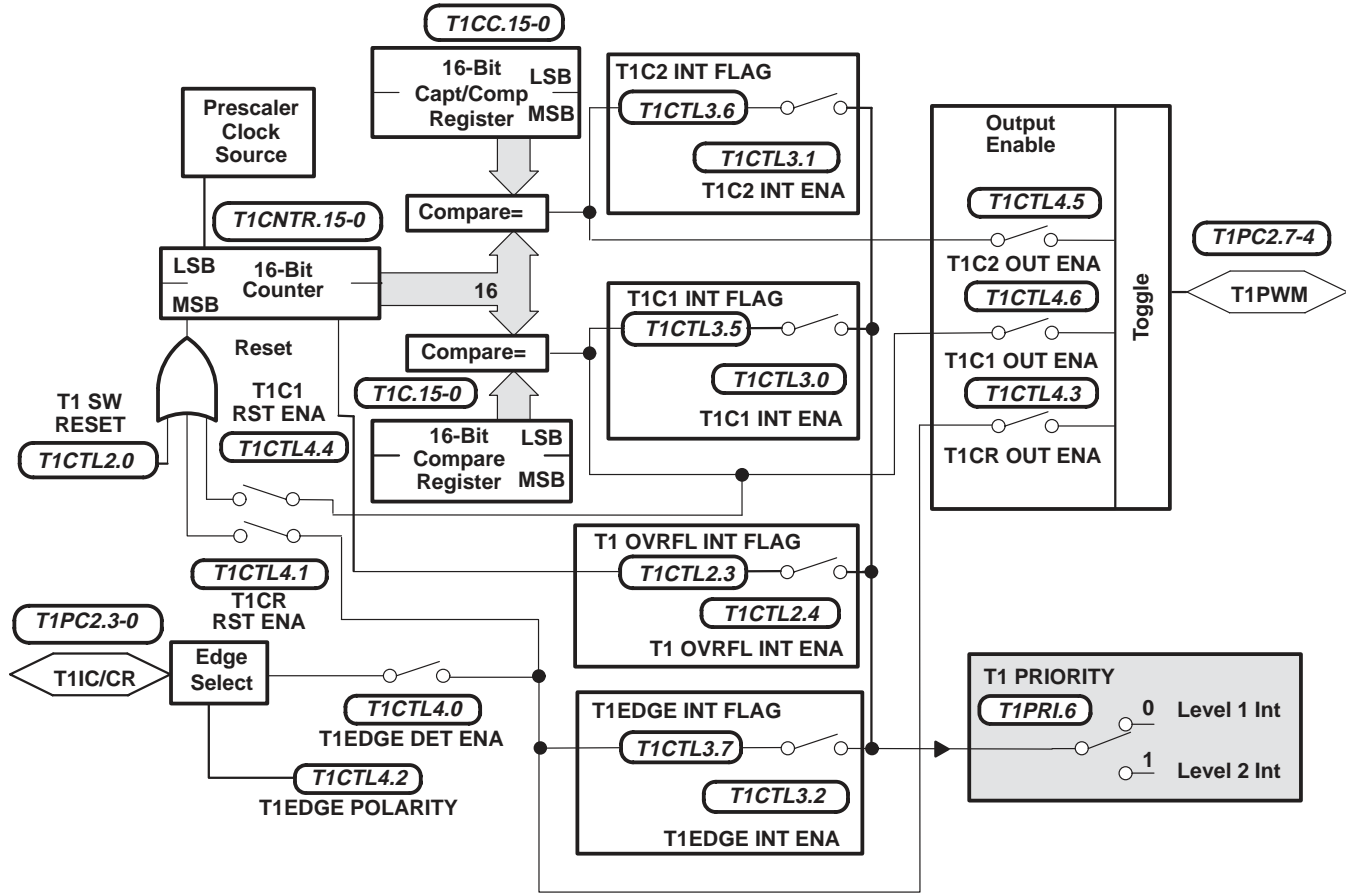 T1CC.15-0
16-Bit
Capt/Comp
Register
LSB
MSB
Prescaler
Clock
Source
T1CNTR.15-0
LSB
MSB
16-Bit
Counter
16
Compare=
Compare=
T1C.15-0
16-Bit
Compare
Register
LSB
MSB
Reset
T1 SW
RESET
T1CTL2.0
T1C1
RST ENA
T1CTL4.4
T1CTL4.1
T1CR
RST ENA
T1PC2.3-0
T1IC/CR
Edge
Select
T1CTL4.0
T1EDGE DET ENA
T1CTL4.2
T1EDGE POLARITY
T1C2 INT FLAG
T1CTL3.6
T1CTL3.1
T1C2 INT ENA
T1C1 INT FLAG
T1CTL3.5
T1CTL3.0
T1C1 INT ENA
T1 OVRFL INT FLAG
T1CTL2.3
T1CTL2.4
T1 OVRFL INT ENA
T1EDGE INT FLAG
T1CTL3.7
T1CTL3.2
T1EDGE INT ENA
Output
Enable
T1CTL4.5
T1C2 OUT ENA
T1CTL4.6
T1C1 OUT ENA
T1CTL4.3
T1CR OUT ENA
Toggle
T1PC2.7-4
T1PWM
T1 PRIORITY
T1PRI.6
0 Level 1 Int
1 Level 2 Int